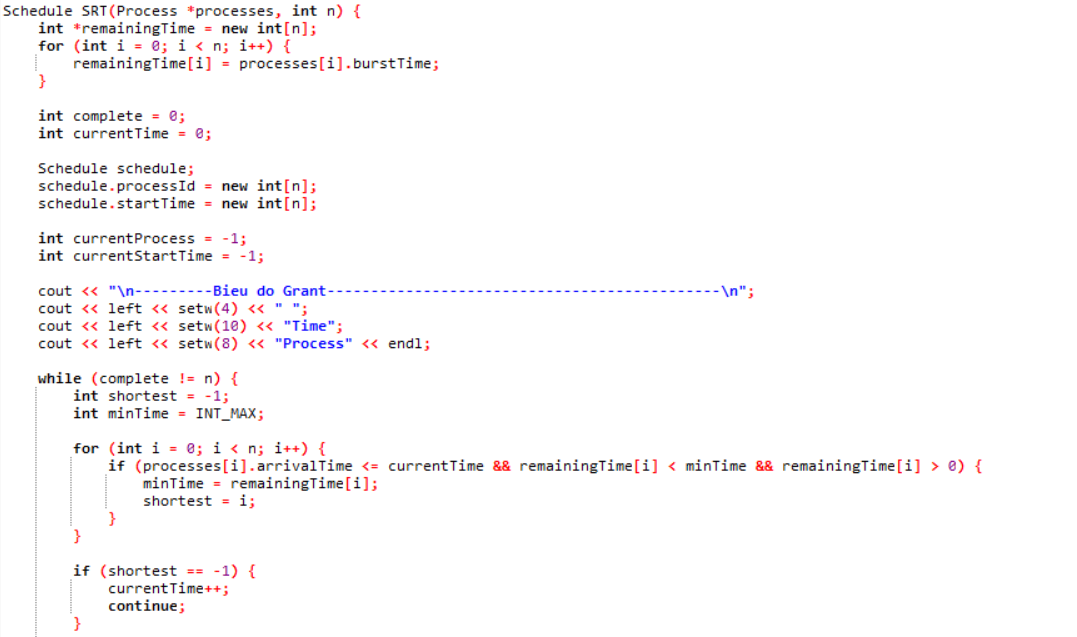 Schedule SRT(Process *processes, int n) {
    int *remainingTime = new int[n];
    for (int i = 0; i < n; i++) {
        remainingTime[i] = processes[i].burstTime;
    }

    int complete = 0;
    int currentTime = 0;

    Schedule schedule;
    schedule.processId = new int[n];
    schedule.startTime = new int[n];

    int currentProcess = -1;
    int currentStartTime = -1;

    cout << "\n---------Bieu do Grant---------------------------------------------\n";
    cout << left << setw(4) << " ";
    cout << left << setw(10) << "Time";
    cout << left << setw(8) << "Process" << endl;

    while (complete != n) {
        int shortest = -1;
        int minTime = INT_MAX;

        for (int i = 0; i < n; i++) {
            if (processes[i].arrivalTime <= currentTime && remainingTime[i] < minTime && remainingTime[i] > 0) {
                minTime = remainingTime[i];
                shortest = i;
            }
        }

        if (shortest == -1) {
            currentTime++;
            continue;
        }